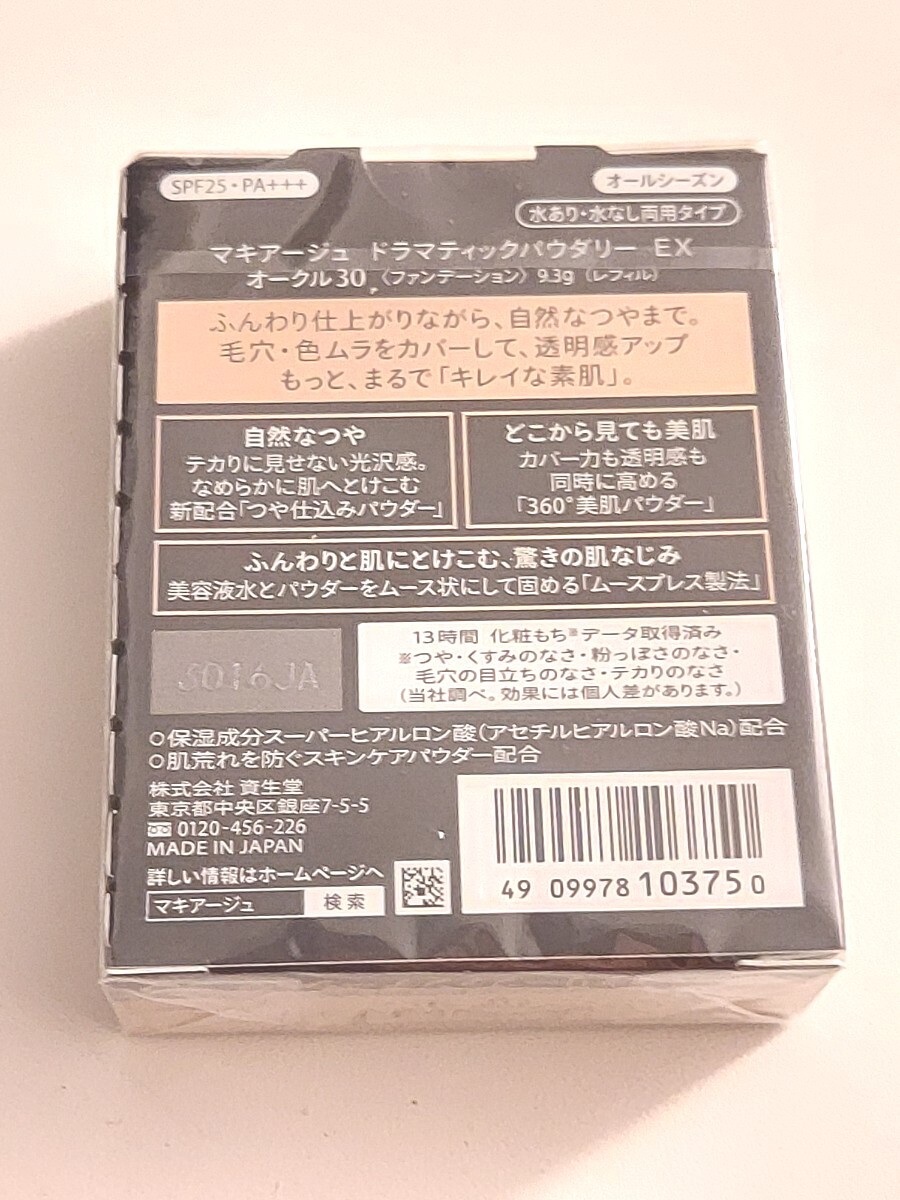 SPF25・PA+++
オールシーズン
水あり・水なし両用タイプ
マキアージュ ドラマティックパウダリー EX
オークル30 〈ファンデーション〉 9.3g （レフィル）
ふんわり仕上がりながら、自然なつやまで。
毛穴・色ムラをカバーして、透明感アップ
もっと、まるで「キレイな素肌」。
自然なつや
テカりに見せない光沢感。
なめらかに肌へとけこむ
新配合「つや仕込みパウダー」
どこから見ても美肌
カバー力も透明感も
同時に高める
「360°美肌パウダー」
ふんわりと肌にとけこむ、驚きの肌なじみ
美容液水とパウダーをムース状にして固める「ムースプレス製法」
5016JA
13時間 化粧もち※データ取得済み
※つや・くすみのなさ・粉っぽさのなさ・
毛穴の目立ちのなさ・テカりのなさ
（当社調べ。効果には個人差があります。）
○保湿成分スーパーヒアルロン酸（アセチルヒアルロン酸Na）配合
○肌荒れを防ぐスキンケアパウダー配合
株式会社 資生堂
東京都中央区銀座7-5-5
0120-456-226
MADE IN JAPAN
詳しい情報はホームページへ
マキアージュ 検索
49 09978 103750